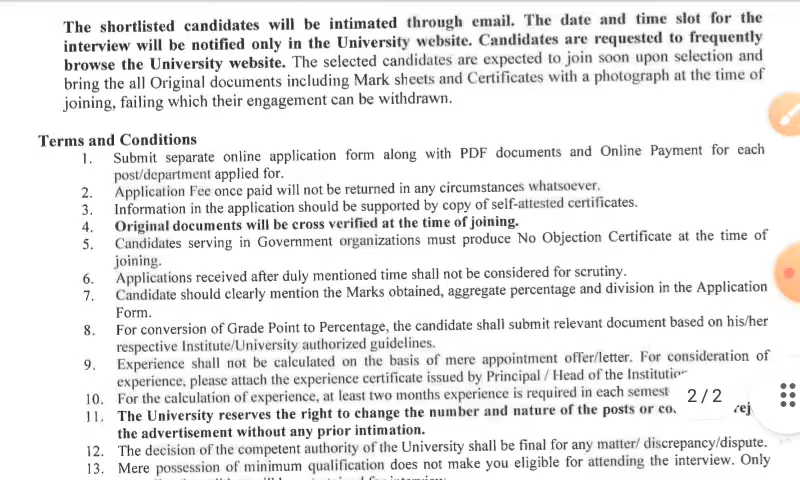 The shortlisted candidates will be intimated through email. The date and time slot for the
interview will be notified only in the University website. Candidates are requested to frequently
browse the University website. The selected candidates are expected to join soon upon selection and
bring the all Original documents including Mark sheets and Certificates with a photograph at the time of
joining, failing which their engagement can be withdrawn.
Terms and Conditions
1. Submit separate online application form along with PDF documents and Online Payment for each
post/department applied for.
2. Application Fee once paid will not be returned in any circumstances whatsoever.
3. Information in the application should be supported by copy of self-attested certificates.
4. Original documents will be cross verified at the time of joining.
5. Candidates serving in Government organizations must produce No Objection Certificate at the time of
joining.
6. Applications received after duly mentioned time shall not be considered for scrutiny.
7. Candidate should clearly mention the Marks obtained, aggregate percentage and division in the Application
Form.
8. For conversion of Grade Point to Percentage, the candidate shall submit relevant document based on his/her
respective Institute/University authorized guidelines.
9. Experience shall not be calculated on the basis of mere appointment offer/letter. For consideration of
experience, please attach the experience certificate issued by Principal / Head of the
10. For the calculation of experience, at least two months experience is required in each
2/2
11. The University reserves the right to change the number and nature of the posts or
the advertisement without any prior intimation.
12. The decision of the competent authority of the University shall be final for any matter/ discrepancy/dispute.
13. Mere possession of minimum qualification does not make you eligible for attending the interview. Only